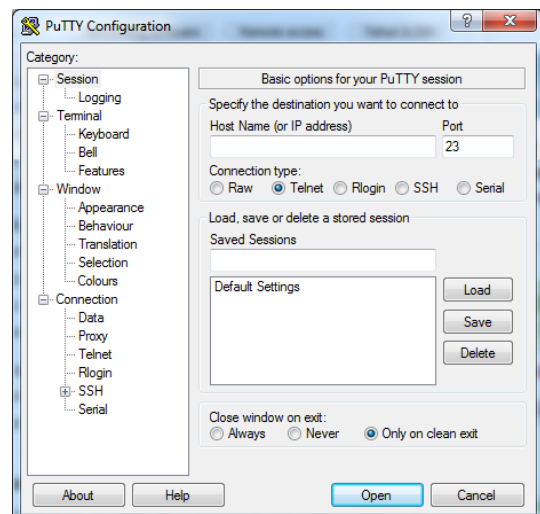 PuTTY Configuration
Category:
Session
Logging
Terminal
Keyboard
Bell
Features
Window
Appearance
Behaviour
Translation
Selection
Colours
Connection
Data
Proxy
Telnet
Rlogin
SSH
Serial
Basic options for your PuTTY session
Specify the destination you want to connect to
Host Name (or IP address) Port
23
Connection type:
Raw Telnet Rlogin SSH Serial
Load, save or delete a stored session
Saved Sessions
Default Settings
Load
Save
Delete
Close window on exit:
Always Never Only on clean exit
About Help Open Cancel